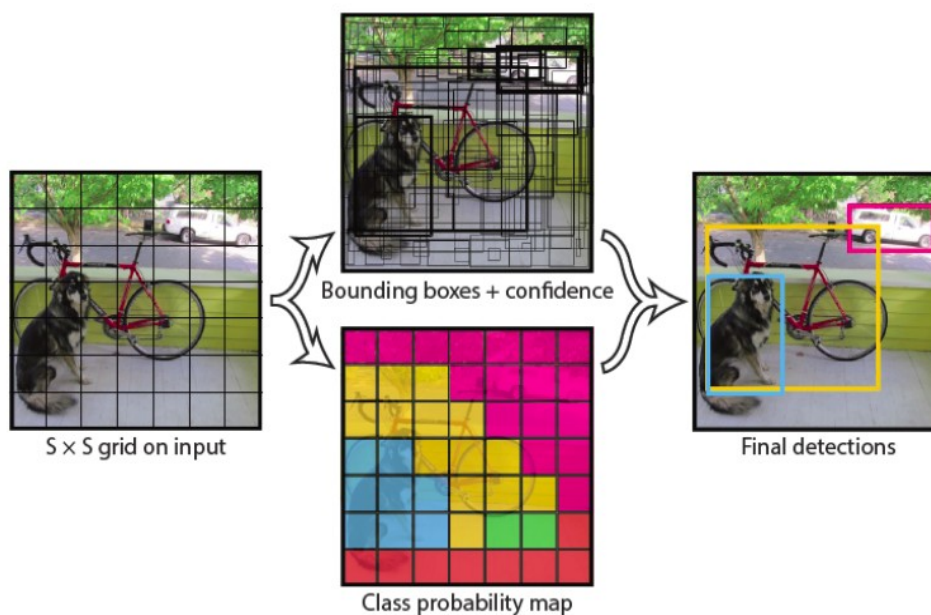 S × S grid on input
Bounding boxes + confidence
Class probability map
Final detections